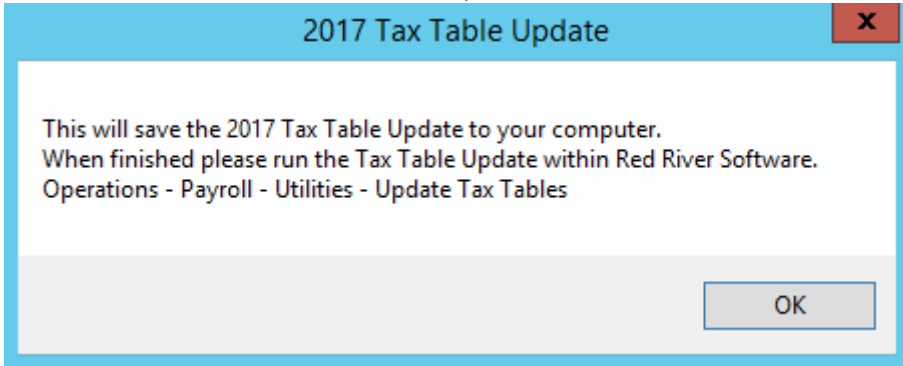 2017 Tax Table Update
x
This will save the 2017 Tax Table Update to your computer.
When finished please run the Tax Table Update within Red River Software.
Operations - Payroll - Utilities - Update Tax Tables
OK